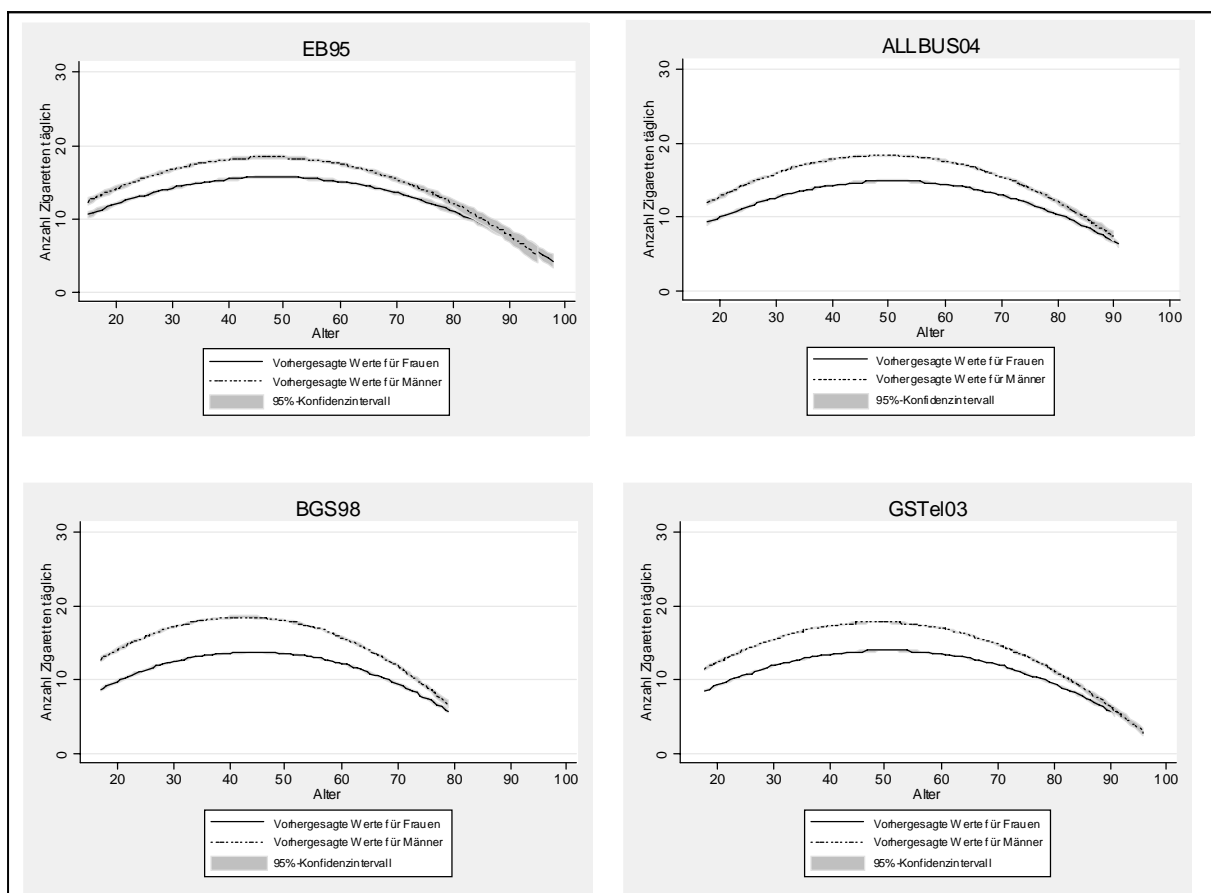 EB95
Anzahl Zigaretten täglich
30
20
10
0
20 30 40 50 60 70 80 90 100
Alter
Vorhergesagte Werte für Frauen
Vorhergesagte Werte für Männer
95%-Konfidenzintervall
ALLBUS04
Anzahl Zigaretten täglich
30
20
10
0
20 30 40 50 60 70 80 90 100
Alter
Vorhergesagte Werte für Frauen
Vorhergesagte Werte für Männer
95%-Konfidenzintervall
BGS98
Anzahl Zigaretten täglich
30
20
10
0
20 30 40 50 60 70 80 90 100
Alter
Vorhergesagte Werte für Frauen
Vorhergesagte Werte für Männer
95%-Konfidenzintervall
GSTel03
Anzahl Zigaretten täglich
30
20
10
0
20 30 40 50 60 70 80 90 100
Alter
Vorhergesagte Werte für Frauen
Vorhergesagte Werte für Männer
95%-Konfidenzintervall